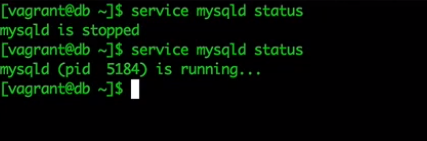 [vagrant@db ~]$ service mysqld status
mysqld is stopped
[vagrant@db ~]$ service mysqld status
mysqld (pid  5184) is running...
[vagrant@db ~]$